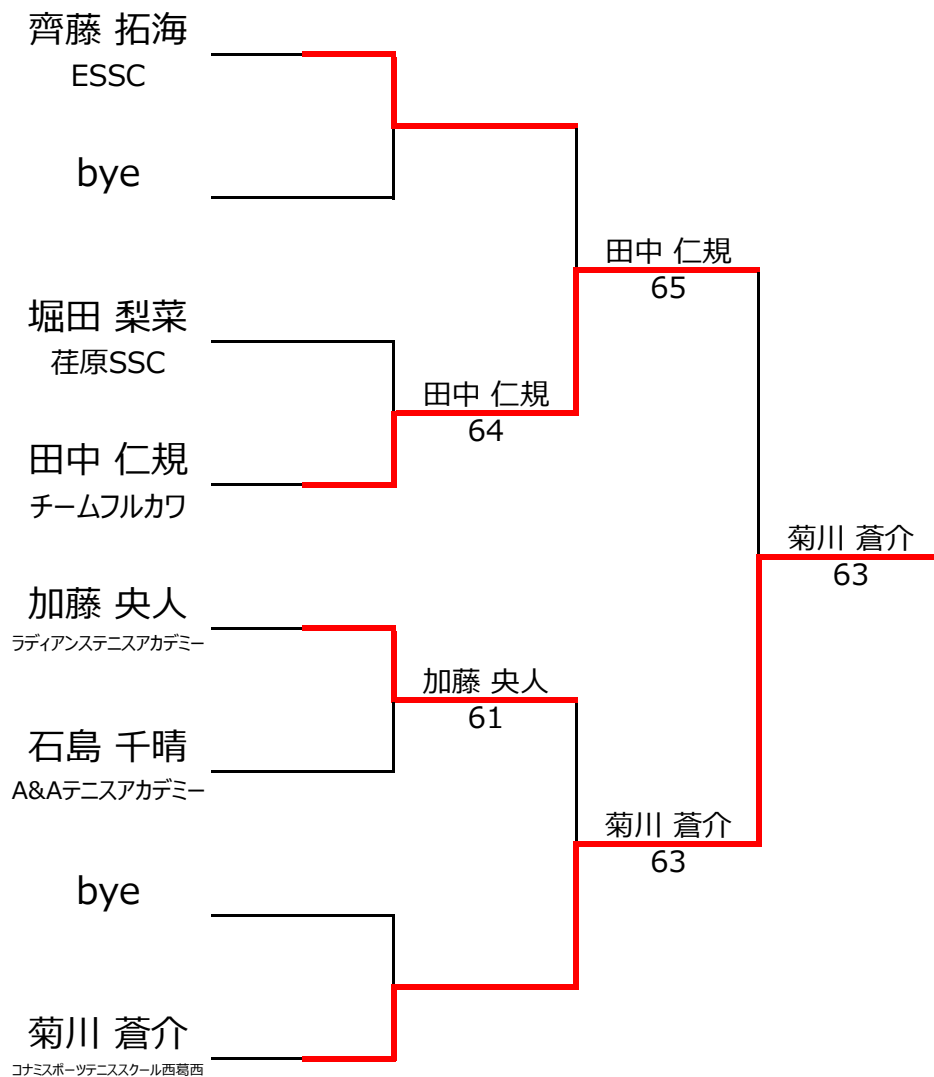 齊藤 拓海
ESSC
bye
堀田 梨菜
荏原SSC
田中 仁規
チームフルカワ
加藤 央人
ラディアンステニスアカデミー
石島 千晴
A&Aテニスアカデミー
bye
菊川 蒼介
コナミスポーツテニススクール西葛西
田中 仁規
64
加藤 央人
61
田中 仁規
65
菊川 蒼介
63
菊川 蒼介
63